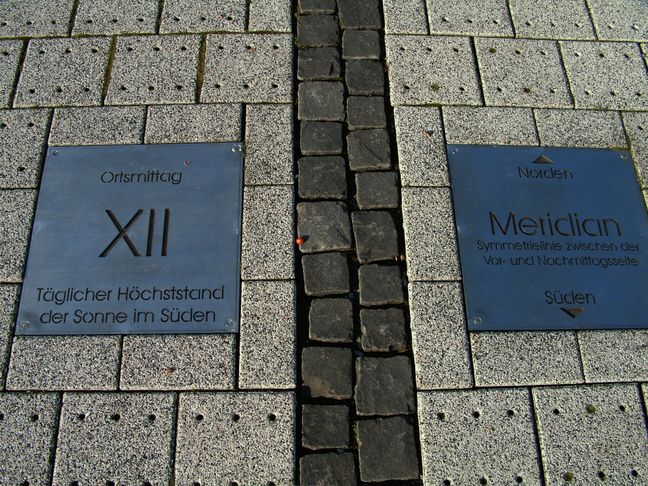 Ortsmittag
XII
Täglicher Höchststand
der Sonne im Süden
Norden
Meridian
Symmetrielinie zwischen der
Vor- und Nachmittagsseite
Süden